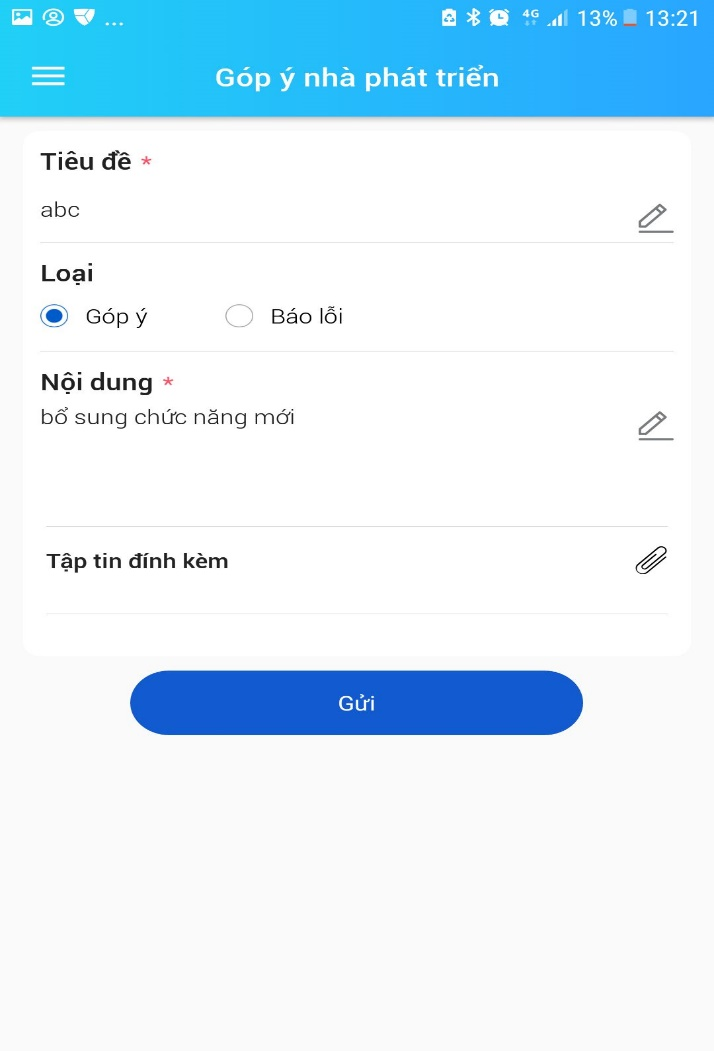 ... 4G 13% 13:21
Góp ý nhà phát triển
Tiêu đề *
abc
Loại
Góp ý Báo lỗi
Nội dung *
bổ sung chức năng mới
Tập tin đính kèm
Gửi